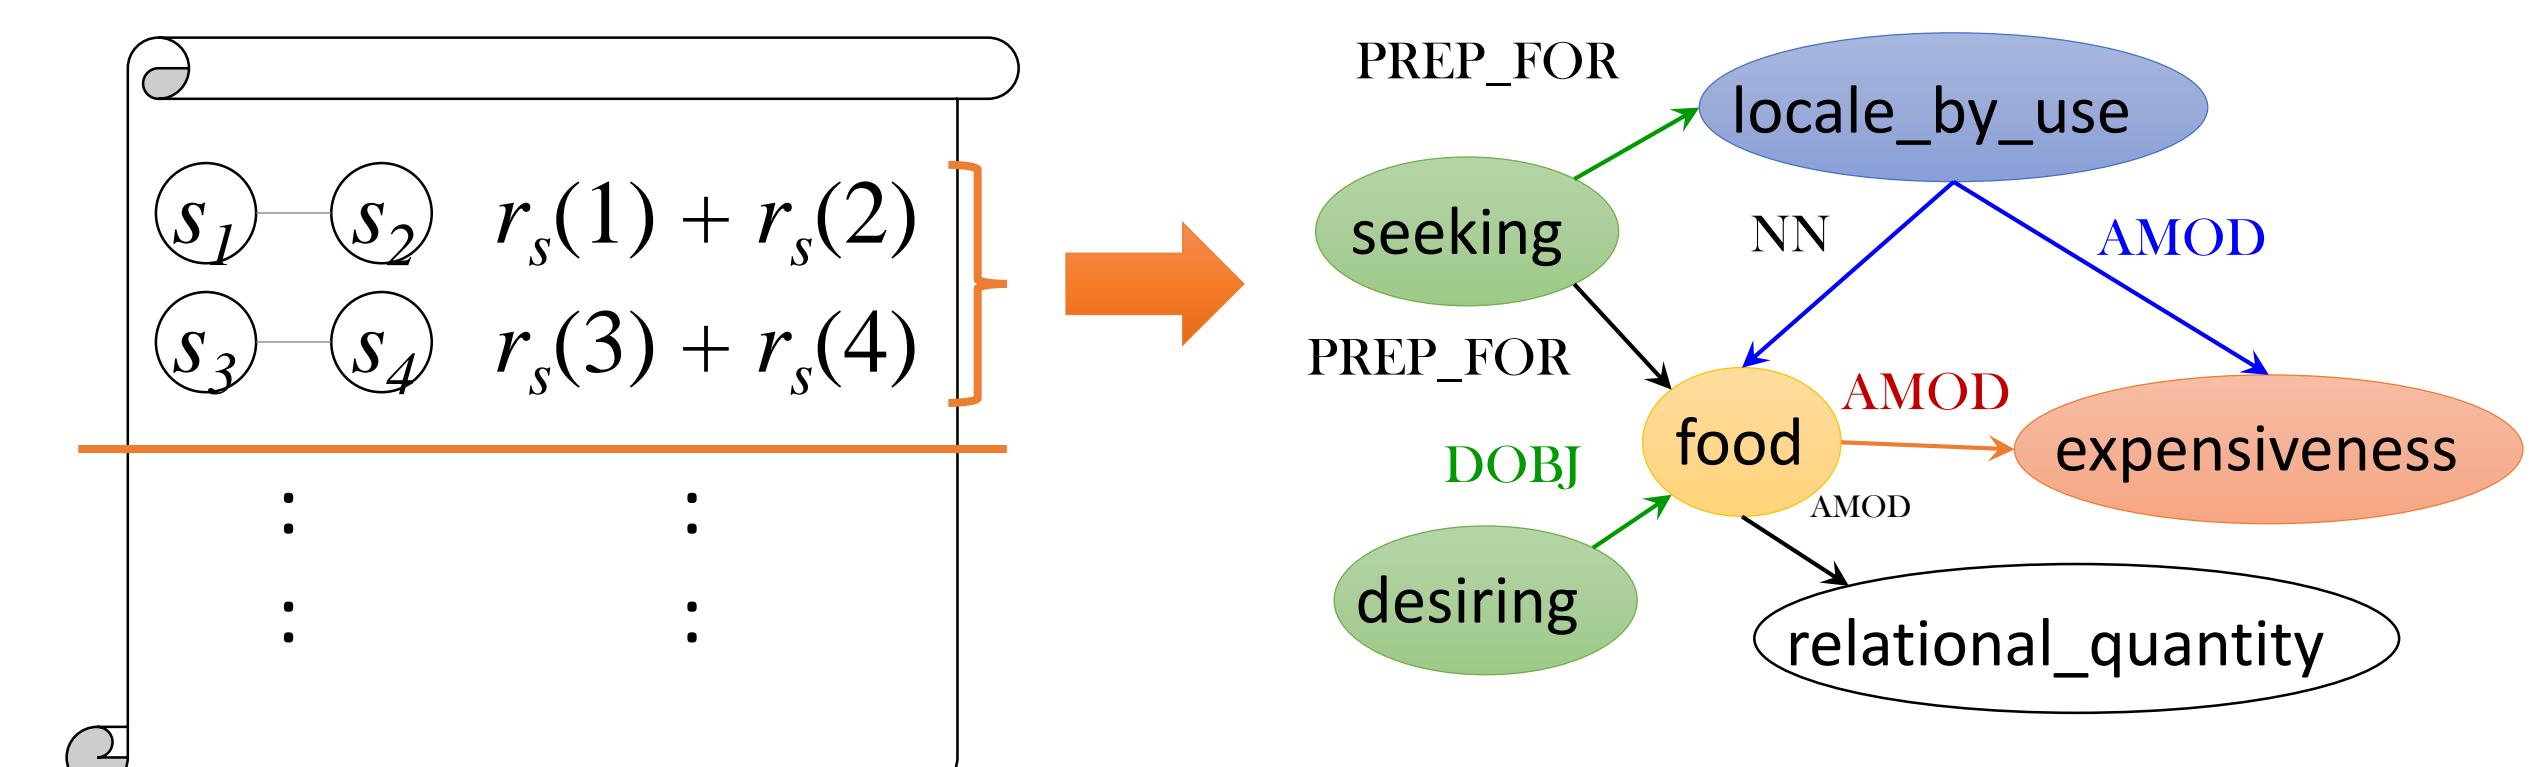 s1 s2 rs(1) + rs(2)
s3 s4 rs(3) + rs(4)
: :
: :
PREP_FOR
locale_by_use
seeking
NN
AMOD
PREP_FOR
AMOD
food
expensiveness
DOBJ
AMOD
desiring
relational_quantity